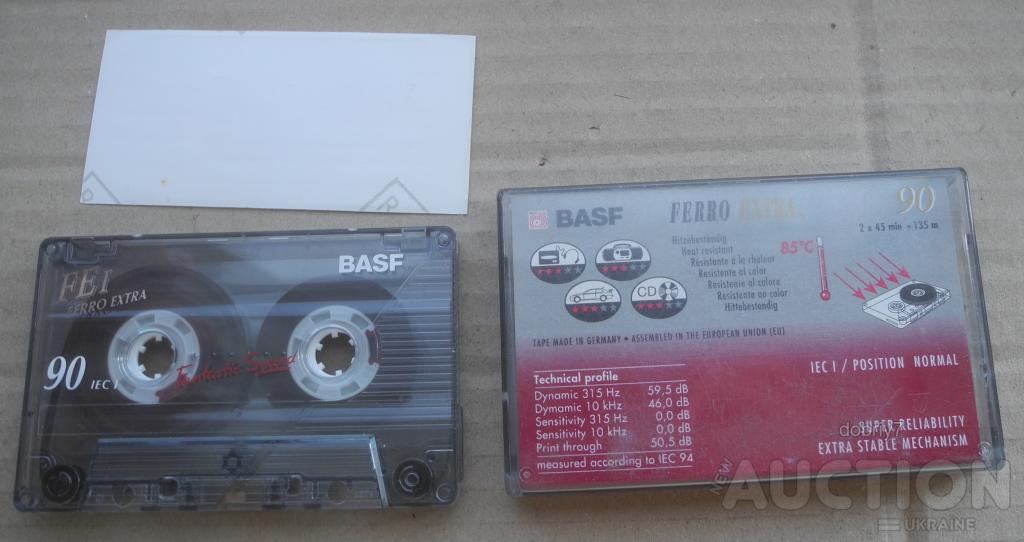 FEI
FERRO EXTRA
90 IEC I
BASF
Fantastic Sound
BASF FERRO EXTRA 90
2 x 45 min • 135 m
Hitzebeständig
Heat resistant
Résistante à le chaleur
Resistente al calor
Resistenie al calore
Resistente ao calor
Hittebestendig
85°C
CD
TAPE MADE IN GERMANY • ASSEMBLED IN THE EUROPEAN UNION (EU)
IEC I / POSITION NORMAL
Technical profile
Dynamic 315 Hz 59,5 dB
Dymamic 10 kHz 46,0 dB
Sensitivity 315 Hz 0,0 dB
Sensitivity 10 kHz 0,0 dB
Print through 50,5 dB
measured according to IEC 94
SUPER RELIABILITY
EXTRA STABLE MECHANISM
NEW AUCTION
UKRAINE